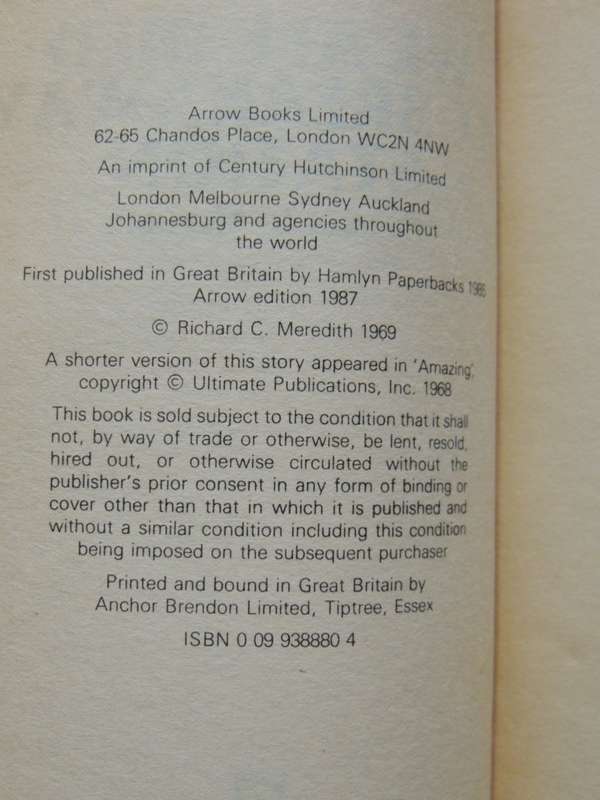 Arrow Books Limited
62-65 Chandos Place, London WC2N 4NW
An imprint of Century Hutchinson Limited
London Melbourne Sydney Auckland
Johannesburg and agencies throughout
the world
First published in Great Britain by Hamlyn Paperbacks
Arrow edition 1987
© Richard C. Meredith 1969
A shorter version of this story appeared in 'Amazing',
copyright © Ultimate Publications, Inc. 1968
This book is sold subject to the condition that it shall
not, by way of trade or otherwise, be lent, resold,
hired out, or otherwise circulated without the
publisher's prior consent in any form of binding or
cover other than that in which it is published and
without a similar condition including this condition
being imposed on the subsequent purchaser
Printed and bound in Great Britain by
Anchor Brendon Limited, Tiptree, Essex
ISBN 0 09 938880 4